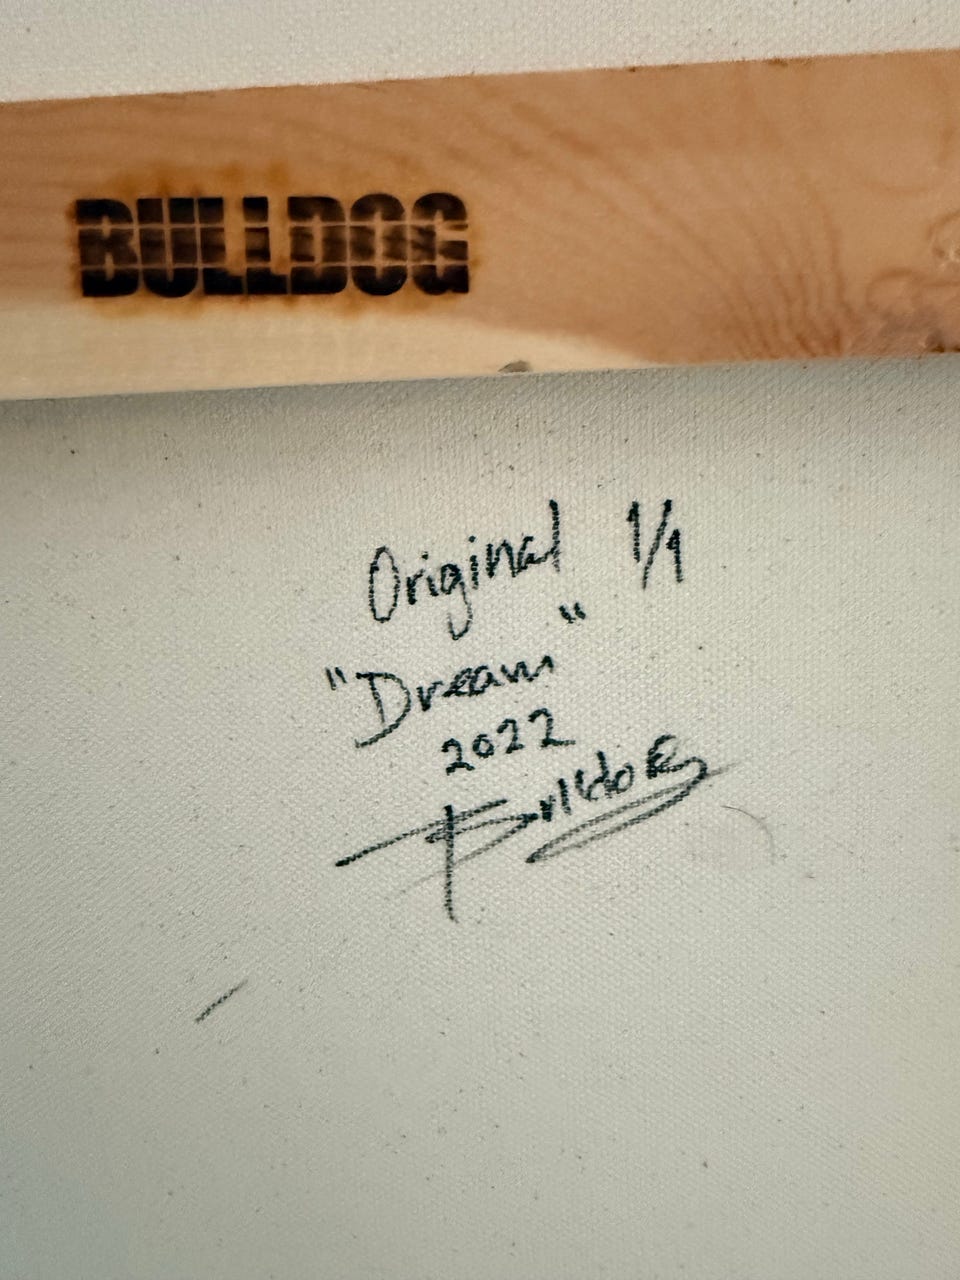 BULLDOG
Original 1/1
"Dream"
2022
Bulldog